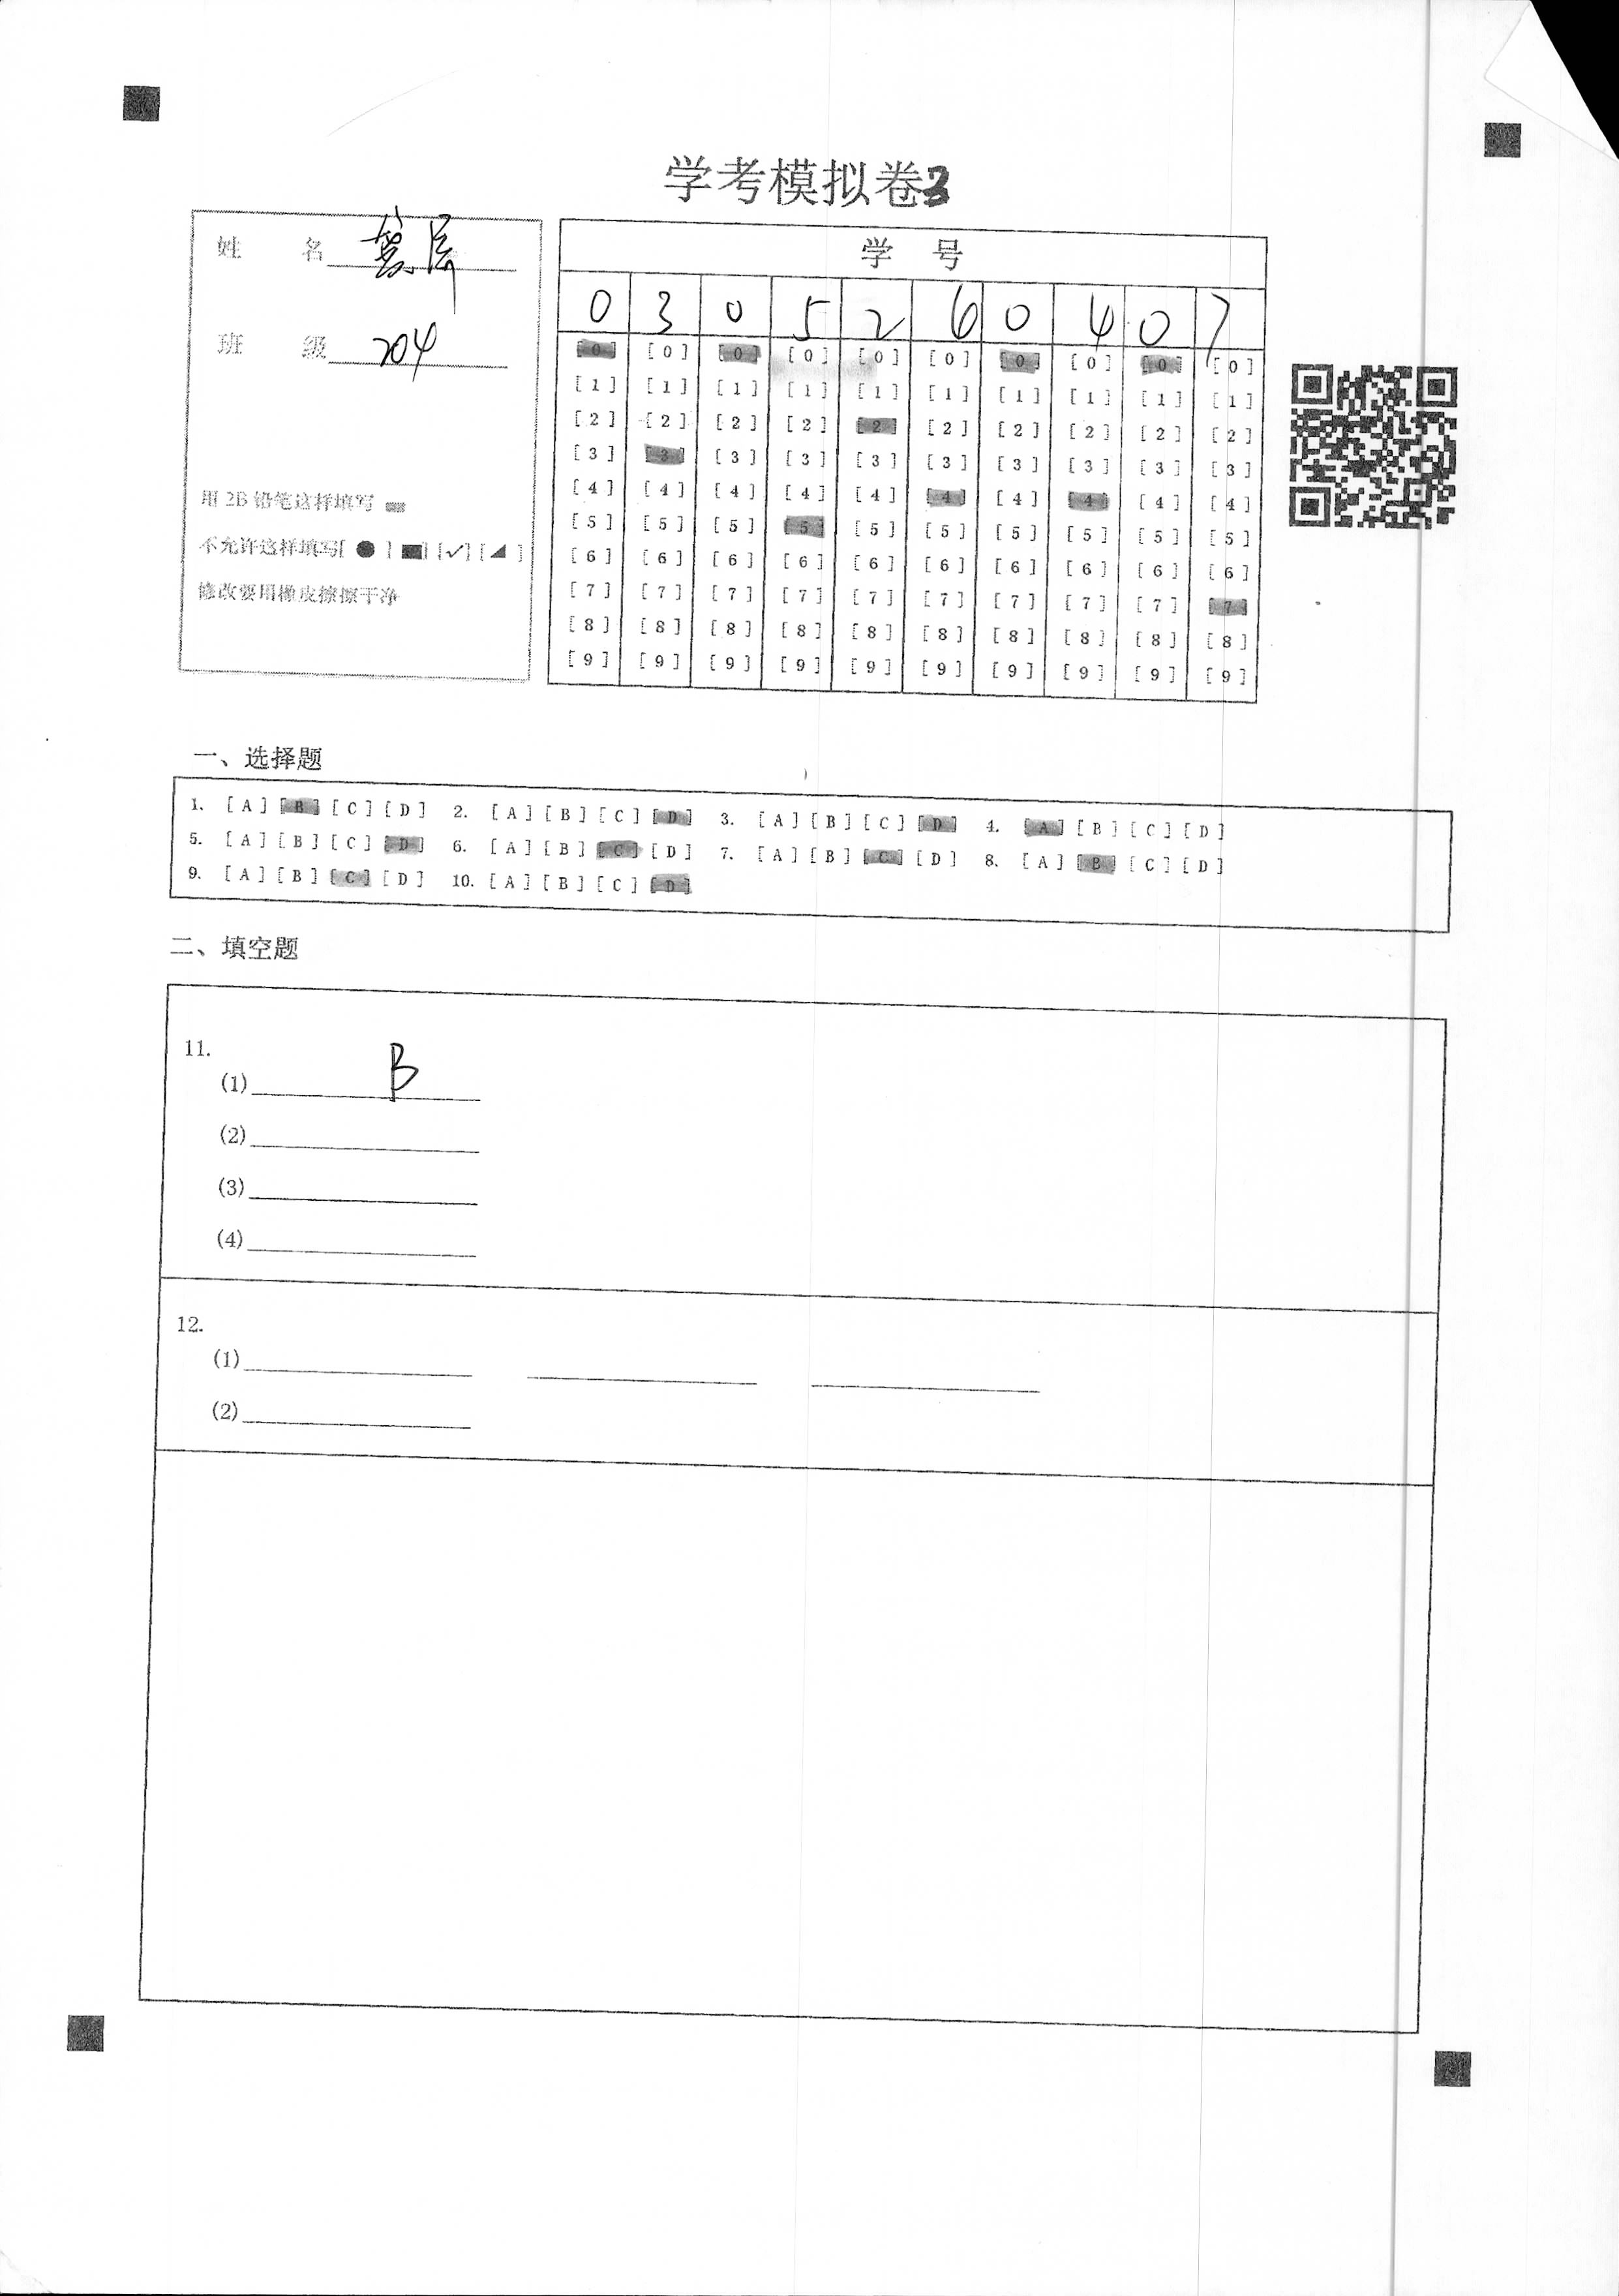 学考模拟卷3
姓 名
班 级 204
用 2B 铅笔这样填写
不允许这样填写[ ● ] ■] [✓] [◢ ]
修改要用橡皮擦擦干净
学 号
0 3 0 5 2 6 0 4 0 7
[0] [0] [0] [0] [0] [0] [0] [0] [0] [0]
[1] [1] [1] [1] [1] [1] [1] [1] [1] [1]
[2] [2] [2] [2] [2] [2] [2] [2] [2] [2]
[3] [3] [3] [3] [3] [3] [3] [3] [3] [3]
[4] [4] [4] [4] [4] [4] [4] [4] [4] [4]
[5] [5] [5] [5] [5] [5] [5] [5] [5] [5]
[6] [6] [6] [6] [6] [6] [6] [6] [6] [6]
[7] [7] [7] [7] [7] [7] [7] [7] [7] [7]
[8] [8] [8] [8] [8] [8] [8] [8] [8] [8]
[9] [9] [9] [9] [9] [9] [9] [9] [9] [9]
一、选择题
1. [A] [B] [C] [D] 2. [A] [B] [C] [D] 3. [A] [B] [C] [D] 4. [A] [B] [C] [D]
5. [A] [B] [C] [D] 6. [A] [B] [C] [D] 7. [A] [B] [C] [D] 8. [A] [B] [C] [D]
9. [A] [B] [C] [D] 10. [A] [B] [C] [D]
二、填空题
11.
(1) B
(2)
(3)
(4)
12.
(1)
(2)